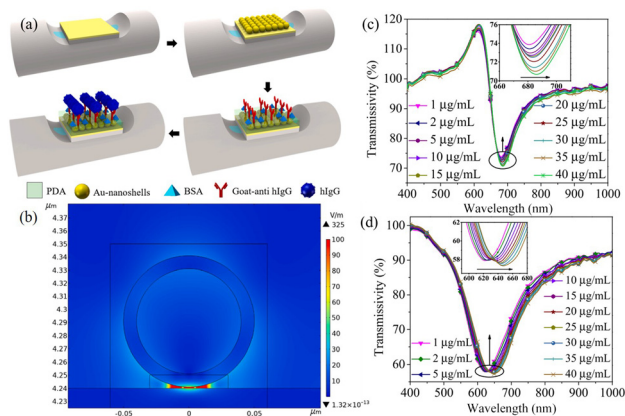 (a)
PDA
Au-nanoshells
BSA
Goat-anti hIgG
hIgG
(b)
μm
4.38
4.37
4.36
4.35
4.34
4.33
4.32
4.31
4.30
4.29
4.28
4.27
4.26
4.25
4.24
4.23
-0.05
0
0.05
μm
V/m
▲ 325
100
90
80
70
60
50
40
30
20
10
0
▼ 1.32×10⁻¹³
(c)
Transmissivity (%)
120
110
100
90
80
70
76
74
72
70
660
680
700
1 μg/mL
2 μg/mL
5 μg/mL
10 μg/mL
15 μg/mL
20 μg/mL
25 μg/mL
30 μg/mL
35 μg/mL
40 μg/mL
400 500 600 700 800 900 1000
Wavelength (nm)
(d)
Transmissivity (%)
100
90
80
70
60
62
60
58
600 620 640 660 680
1 μg/mL
2 μg/mL
5 μg/mL
10 μg/mL
15 μg/mL
20 μg/mL
25 μg/mL
30 μg/mL
35 μg/mL
40 μg/mL
400 500 600 700 800 900 1000
Wavelength (nm)